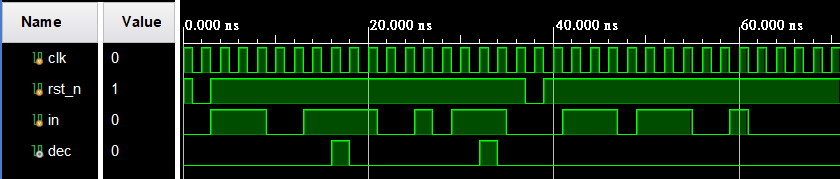 Name Value 0.000 ns 20.000 ns 40.000 ns 60.000 ns
clk 0
rst_n 1
in 0
dec 0